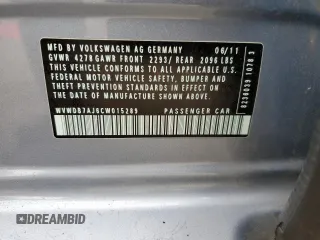 MFD BY VOLKSWAGEN AG GERMANY 06/11
GVWR 4278 GAWR FRONT 2293/ REAR 2096 LBS
THIS VEHICLE CONFORMS TO ALL APPLICABLE
FEDERAL MOTOR VEHICLE SAFETY, BUMPER, AND
THEFT PREVENTION STANDARDS IN EFFECT ON THE
DATE OF MANUFACTURE SHOWN ABOVE
WVWDB7AJ8CW015289 PASSENGER CAR
DREAMBID